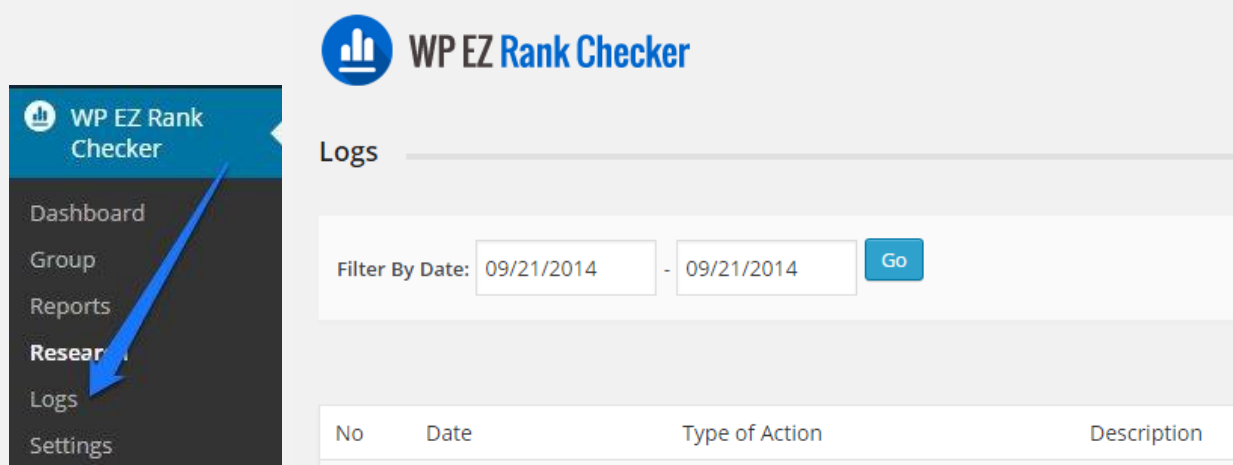 WP EZ Rank Checker
WP EZ Rank
Checker
Dashboard
Group
Reports
Logs
Settings
Logs
Filter By Date: 09/21/2014 - 09/21/2014 Go
No Date Type of Action Description